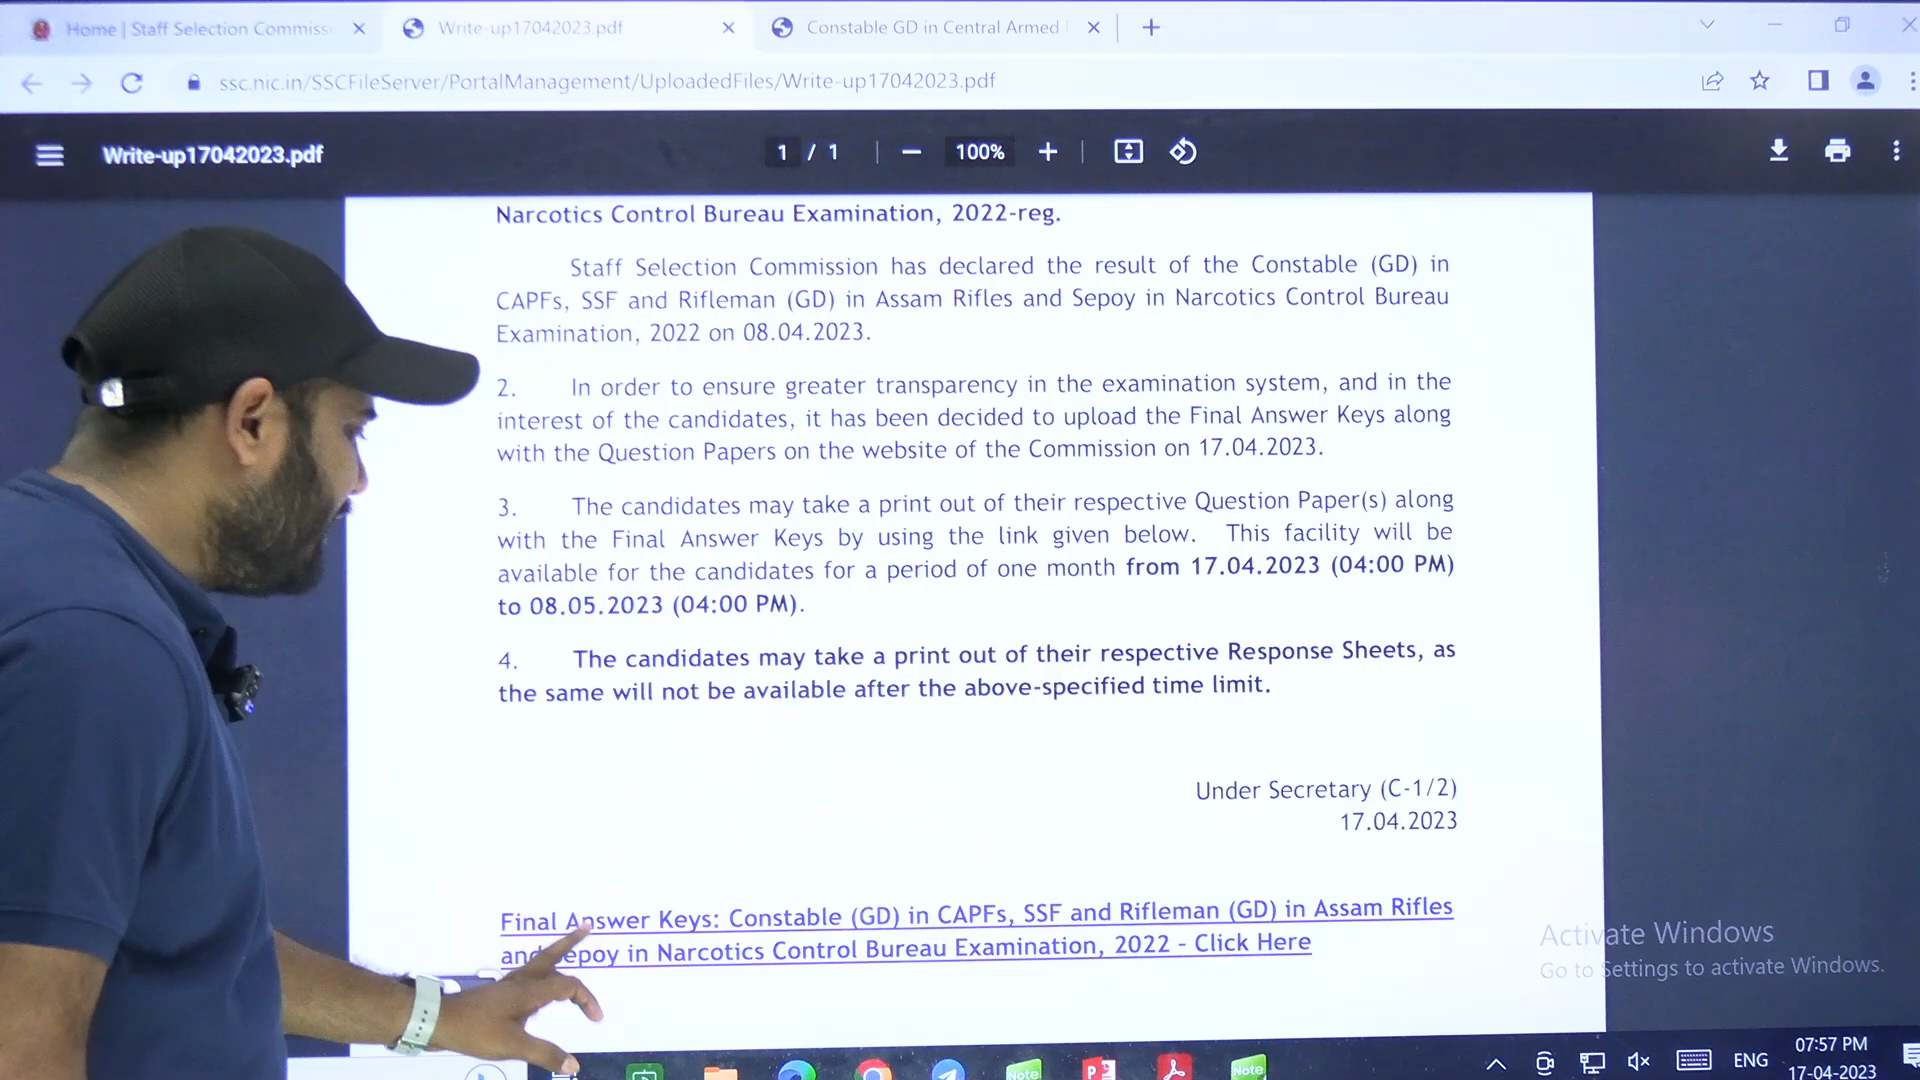 Home | Staff Selection Commiss
Write-up17042023.pdf
Constable GD in Central Armed
ssc.nic.in/SSCFileServer/PortalManagement/UploadedFiles/Write-up17042023.pdf
Write-up17042023.pdf
1 / 1
100%
Narcotics Control Bureau Examination, 2022-reg.
Staff Selection Commission has declared the result of the Constable (GD) in
CAPFs, SSF and Rifleman (GD) in Assam Rifles and Sepoy in Narcotics Control Bureau
Examination, 2022 on 08.04.2023.
2. In order to ensure greater transparency in the examination system, and in the
interest of the candidates, it has been decided to upload the Final Answer Keys along
with the Question Papers on the website of the Commission on 17.04.2023.
3. The candidates may take a print out of their respective Question Paper(s) along
with the Final Answer Keys by using the link given below. This facility will be
available for the candidates for a period of one month from 17.04.2023 (04:00 PM)
to 08.05.2023 (04:00 PM).
4. The candidates may take a print out of their respective Response Sheets, as
the same will not be available after the above-specified time limit.
Under Secretary (C-1/2)
17.04.2023
Final Answer Keys: Constable (GD) in CAPFs, SSF and Rifleman (GD) in Assam Rifles
and Sepoy in Narcotics Control Bureau Examination, 2022 - Click Here
Activate Windows
Go to Settings to activate Windows.
Note
Note
ENG
07:57 PM
17-04-2023